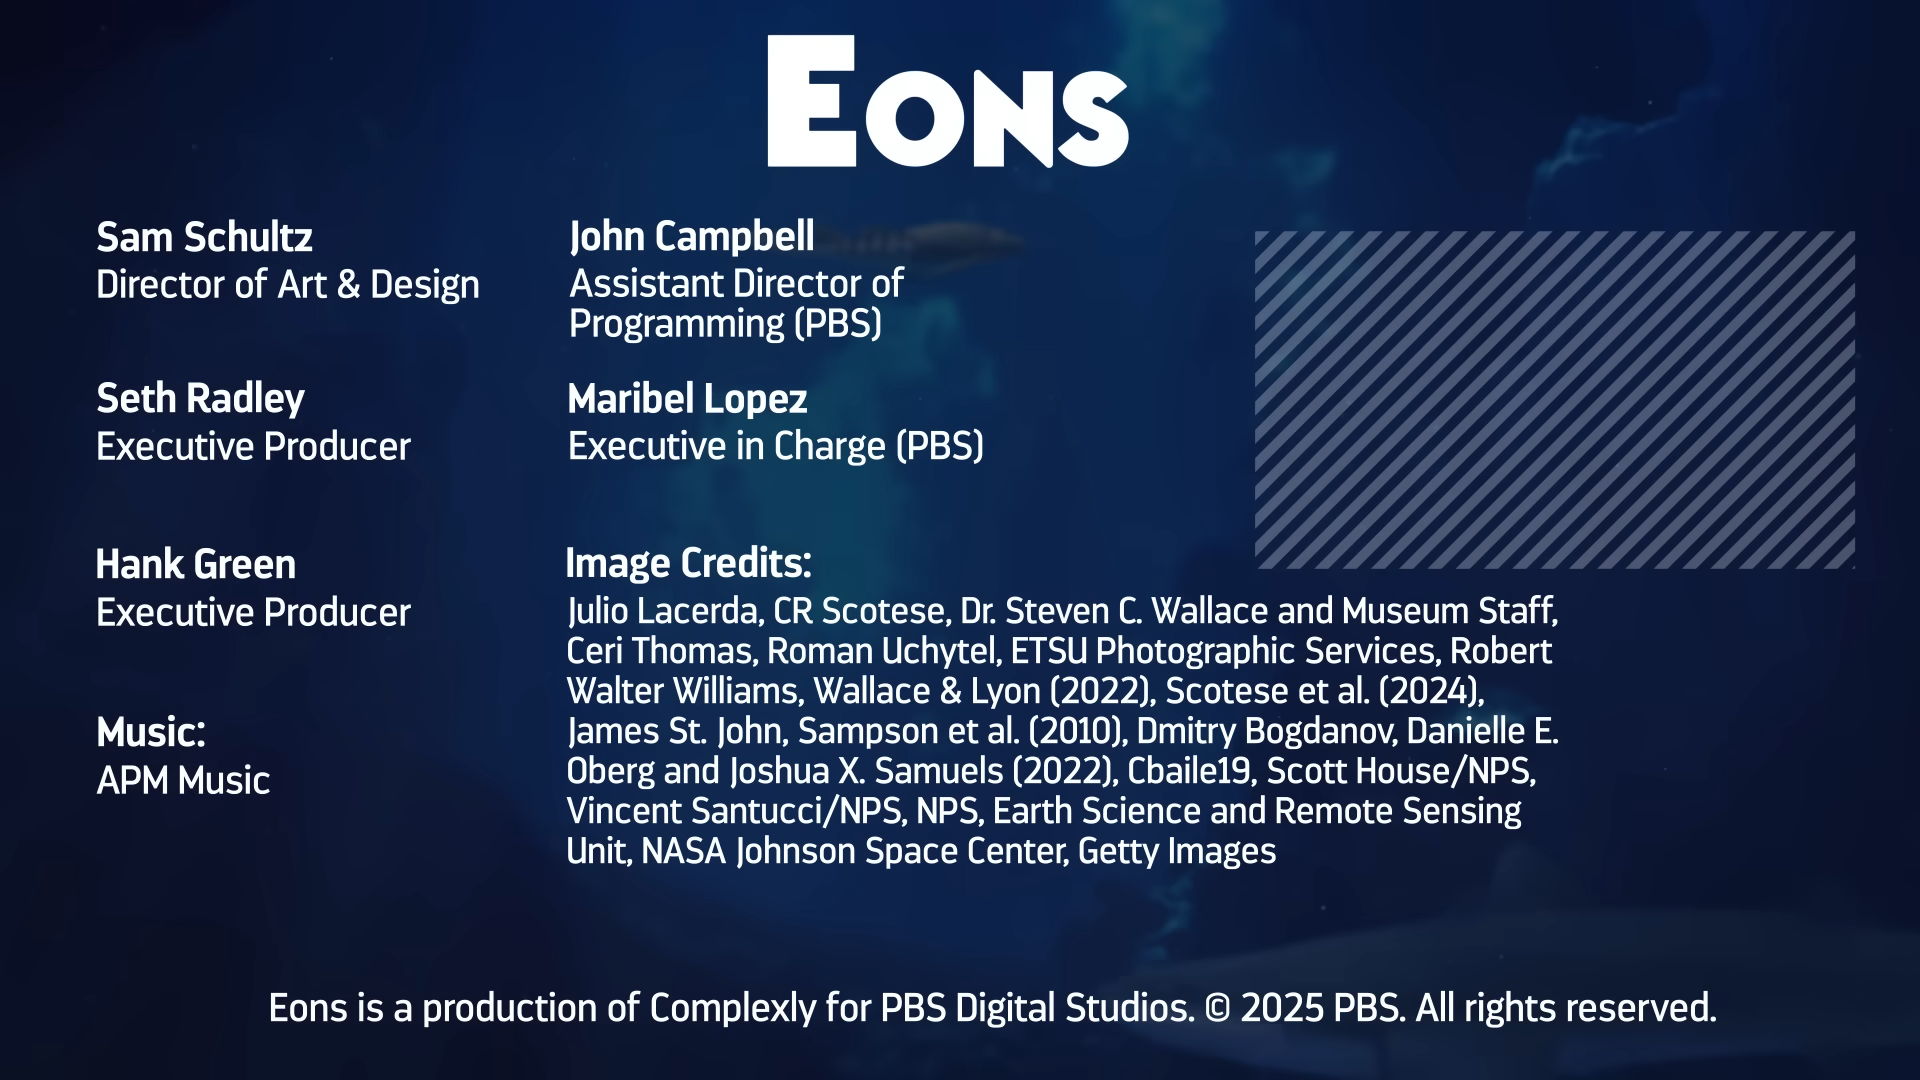 Eons
Sam Schultz
Director of Art & Design
John Campbell
Assistant Director of
Programming (PBS)
Seth Radley
Executive Producer
Maribel Lopez
Executive in Charge (PBS)
Hank Green
Executive Producer
Music:
APM Music
Image Credits:
Julio Lacerda, CR Scotese, Dr. Steven C. Wallace and Museum Staff,
Ceri Thomas, Roman Uchytel, ETSU Photographic Services, Robert
Walter Williams, Wallace & Lyon (2022), Scotese et al. (2024),
James St. John, Sampson et al. (2010), Dmitry Bogdanov, Danielle E.
Oberg and Joshua X. Samuels (2022), Cbaile19, Scott House/NPS,
Vincent Santucci/NPS, NPS, Earth Science and Remote Sensing
Unit, NASA Johnson Space Center, Getty Images
Eons is a production of Complexly for PBS Digital Studios. © 2025 PBS. All rights reserved.